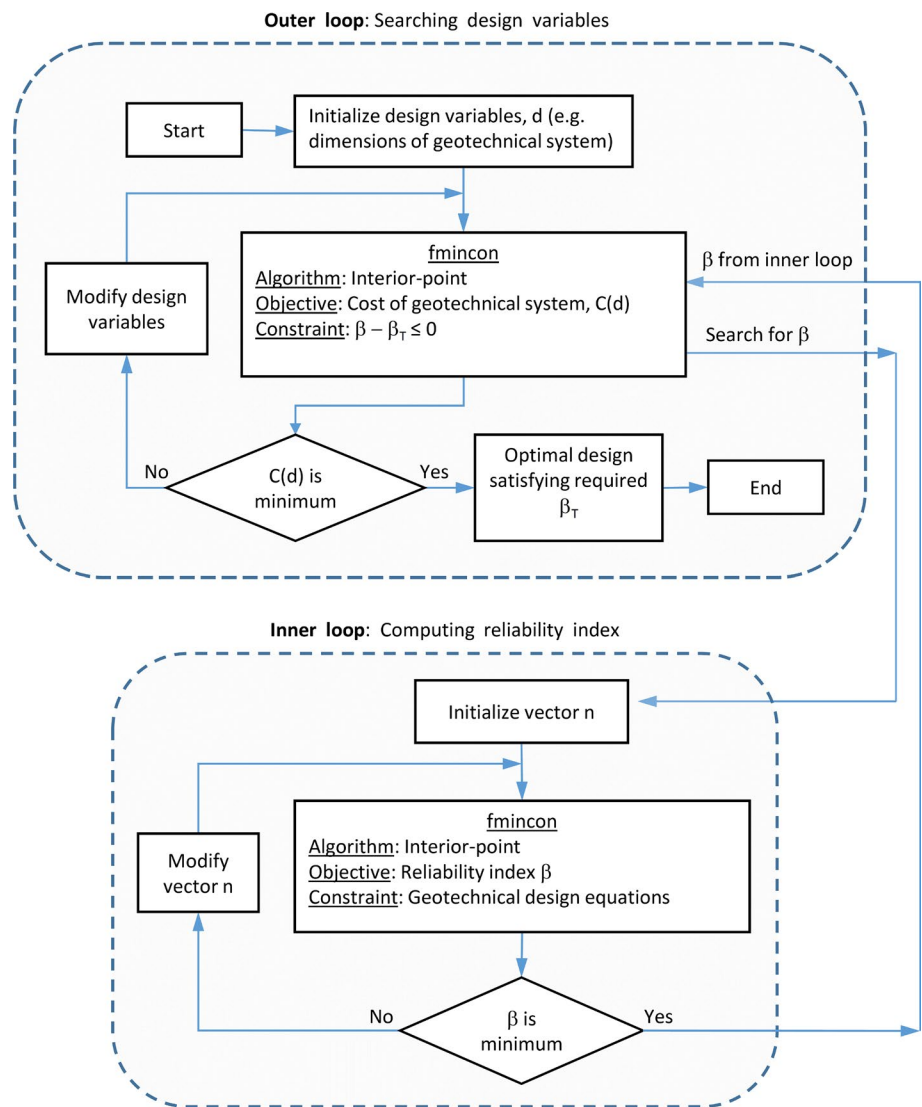 Outer loop: Searching design variables
Start
Initialize design variables, d (e.g.
dimensions of geotechnical system)
fmincon
Algorithm: Interior-point
Objective: Cost of geotechnical system, C(d)
Constraint: β – β_T ≤ 0
Modify design
variables
β from inner loop
Search for β
No
C(d) is
minimum
Yes
Optimal design
satisfying required
β_T
End
Inner loop: Computing reliability index
Initialize vector n
fmincon
Algorithm: Interior-point
Objective: Reliability index β
Constraint: Geotechnical design equations
Modify
vector n
No
β is
minimum
Yes